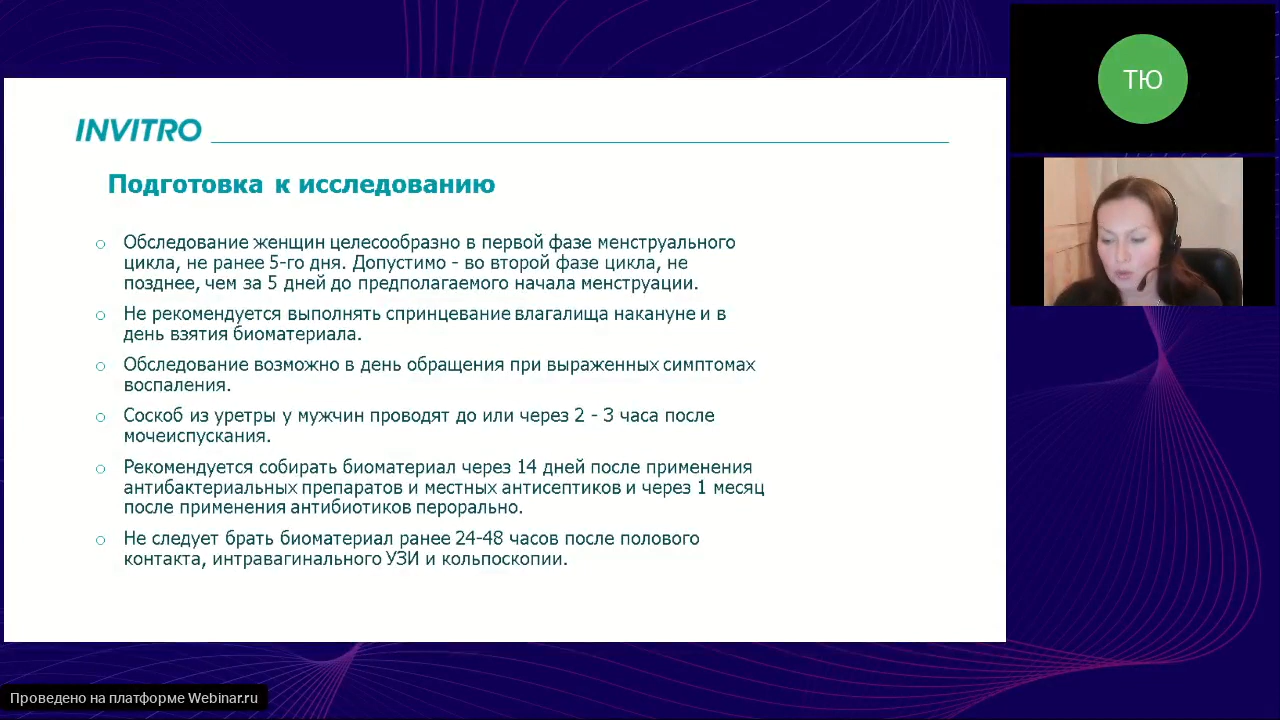 INVITRO
Подготовка к исследованию
Обследование женщин целесообразно в первой фазе менструального
цикла, не ранее 5-го дня. Допустимо - во второй фазе цикла, не
позднее, чем за 5 дней до предполагаемого начала менструации.
Не рекомендуется выполнять спринцевание влагалища накануне и в
день взятия биоматериала.
Обследование возможно в день обращения при выраженных симптомах
воспаления.
Соскоб из уретры у мужчин проводят до или через 2 - 3 часа после
мочеиспускания.
Рекомендуется собирать биоматериал через 14 дней после применения
антибактериальных препаратов и местных антисептиков и через 1 месяц
после применения антибиотиков перорально.
Не следует брать биоматериал ранее 24-48 часов после полового
контакта, интравагинального УЗИ и кольпоскопии.
ТЮ
Проведено на платформе Webinar.ru